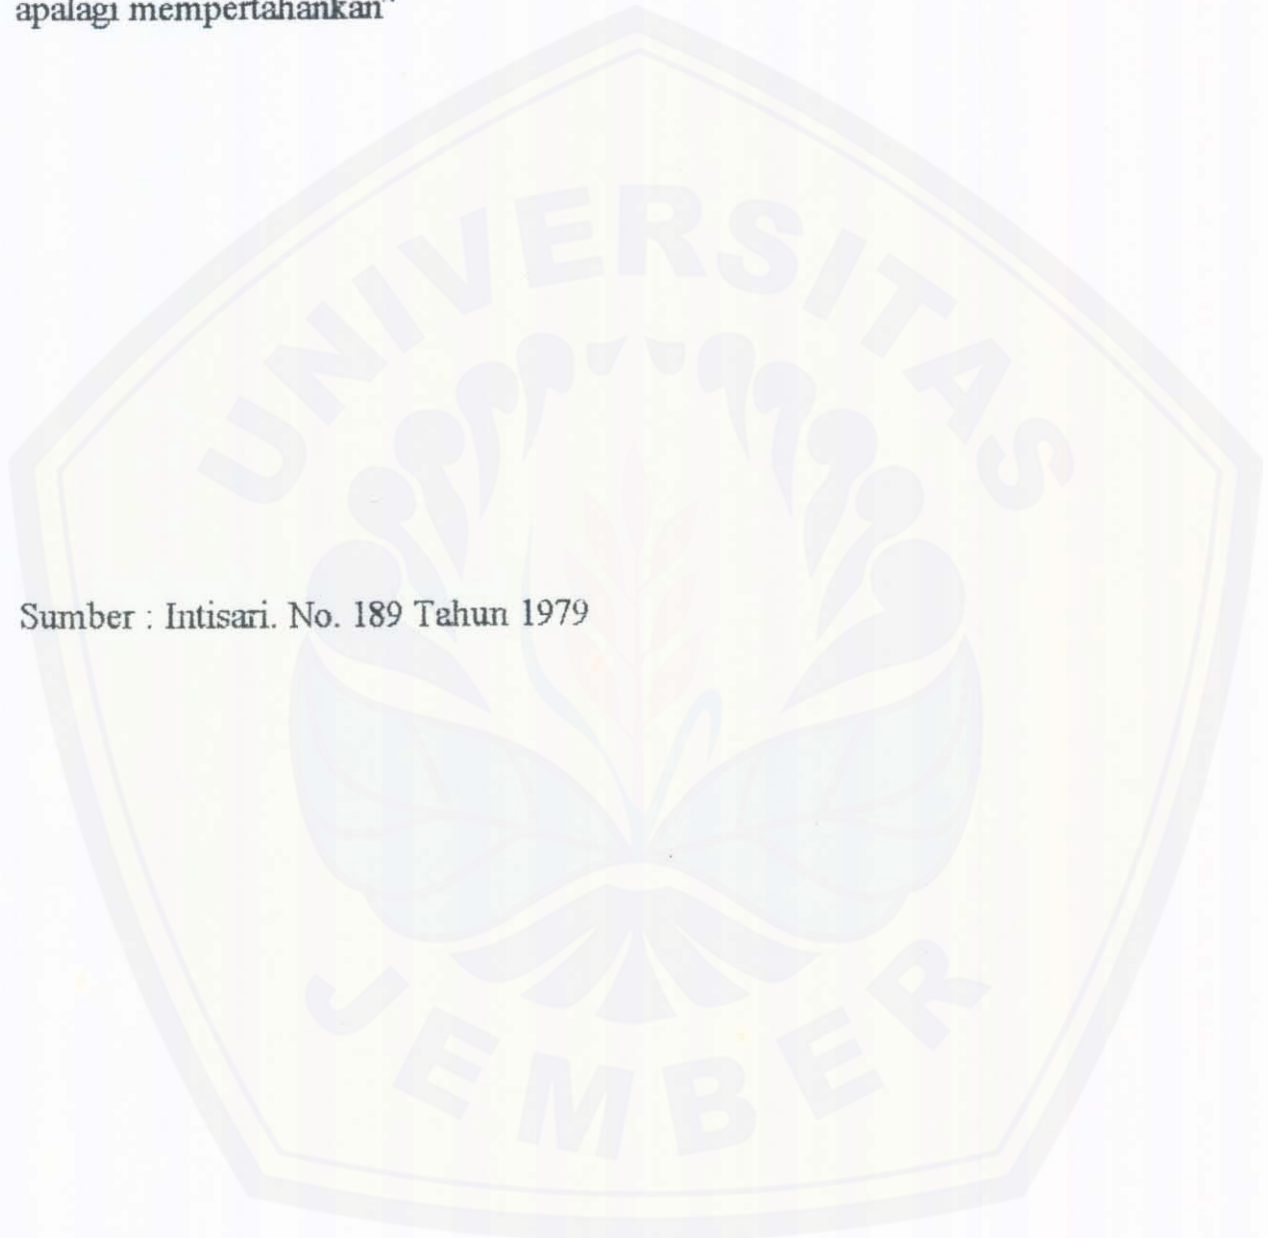 apalagi mempertahankan"
UNIVERSITAS
Sumber : Intisari. No. 189 Tahun 1979
JEMBER